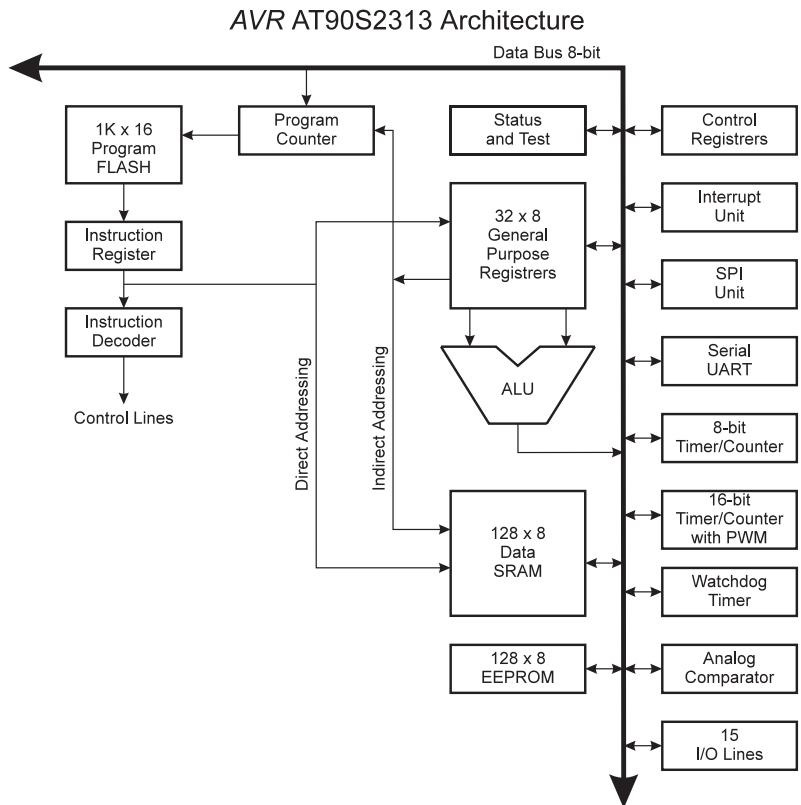 AVR AT90S2313 Architecture
Data Bus 8-bit
1K x 16
Program
FLASH
Program
Counter
Status
and Test
Control
Registrers
Instruction
Register
32 x 8
General
Purpose
Registrers
Interrupt
Unit
SPI
Unit
Instruction
Decoder
Control Lines
Direct Addressing
Indirect Addressing
ALU
Serial
UART
8-bit
Timer/Counter
128 x 8
Data
SRAM
16-bit
Timer/Counter
with PWM
Watchdog
Timer
128 x 8
EEPROM
Analog
Comparator
15
I/O Lines